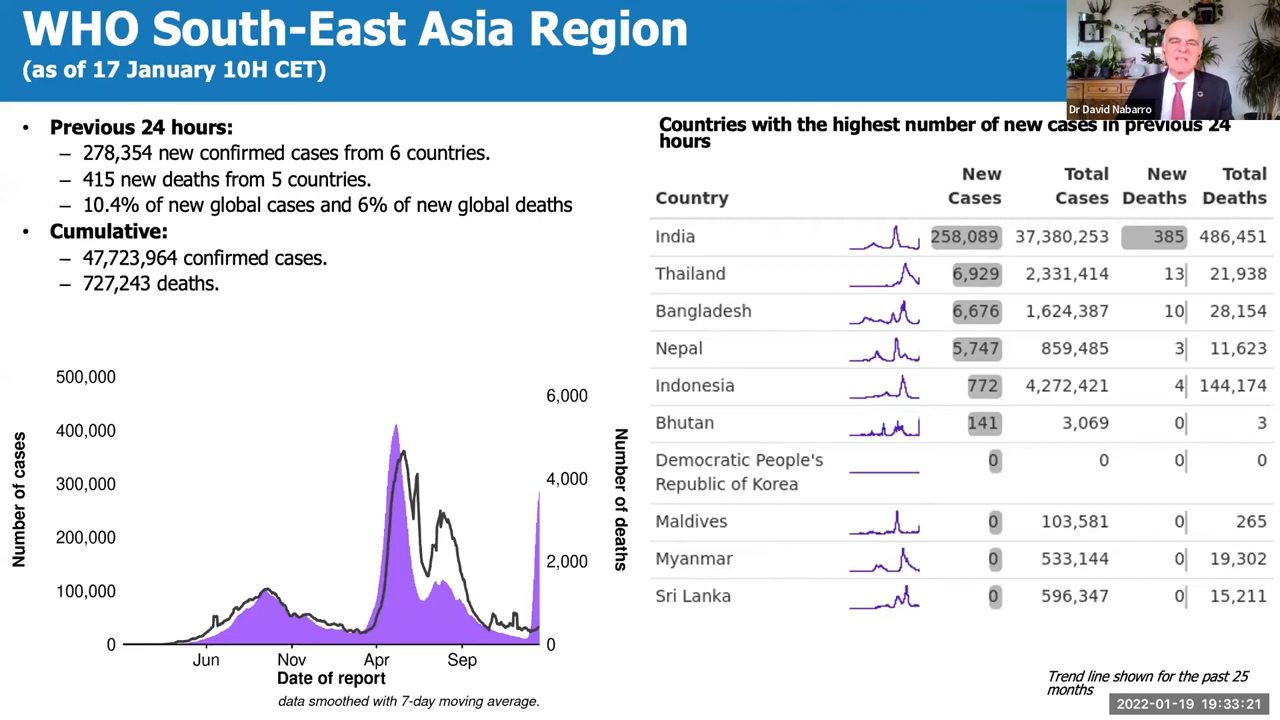 WHO South-East Asia Region
(as of 17 January 10H CET)
Dr David Nabarro
• Previous 24 hours:
– 278,354 new confirmed cases from 6 countries.
– 415 new deaths from 5 countries.
– 10.4% of new global cases and 6% of new global deaths
• Cumulative:
– 47,723,964 confirmed cases.
– 727,243 deaths.
500,000
400,000
300,000
200,000
100,000
0
Number of cases
6,000
4,000
2,000
0
Number of deaths
Jun Nov Apr Sep
Date of report
data smoothed with 7-day moving average.
Countries with the highest number of new cases in previous 24
hours
New Total New Total
Country Cases Cases Deaths Deaths
India 258,089 37,380,253 385 486,451
Thailand 6,929 2,331,414 13 21,938
Bangladesh 6,676 1,624,387 10 28,154
Nepal 5,747 859,485 3 11,623
Indonesia 772 4,272,421 4 144,174
Bhutan 141 3,069 0 3
Democratic People's 0 0 0 0
Republic of Korea
Maldives 0 103,581 0 265
Myanmar 0 533,144 0 19,302
Sri Lanka 0 596,347 0 15,211
Trend line shown for the past 25
months
2022-01-19 19:33:21